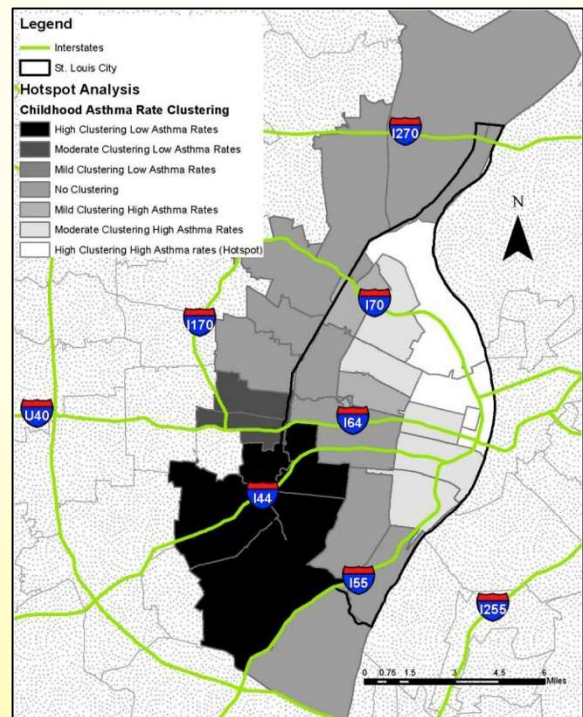 Legend
Interstates
St. Louis City
Hotspot Analysis
Childhood Asthma Rate Clustering
High Clustering Low Asthma Rates
Moderate Clustering Low Asthma Rates
Mild Clustering Low Asthma Rates
No Clustering
Mild Clustering High Asthma Rates
Moderate Clustering High Asthma Rates
High Clustering High Asthma rates (Hotspot)
I270
N
I70
I170
U40
I64
I44
I55
I255
0 0.75 1.5 3 4.5 6
Miles